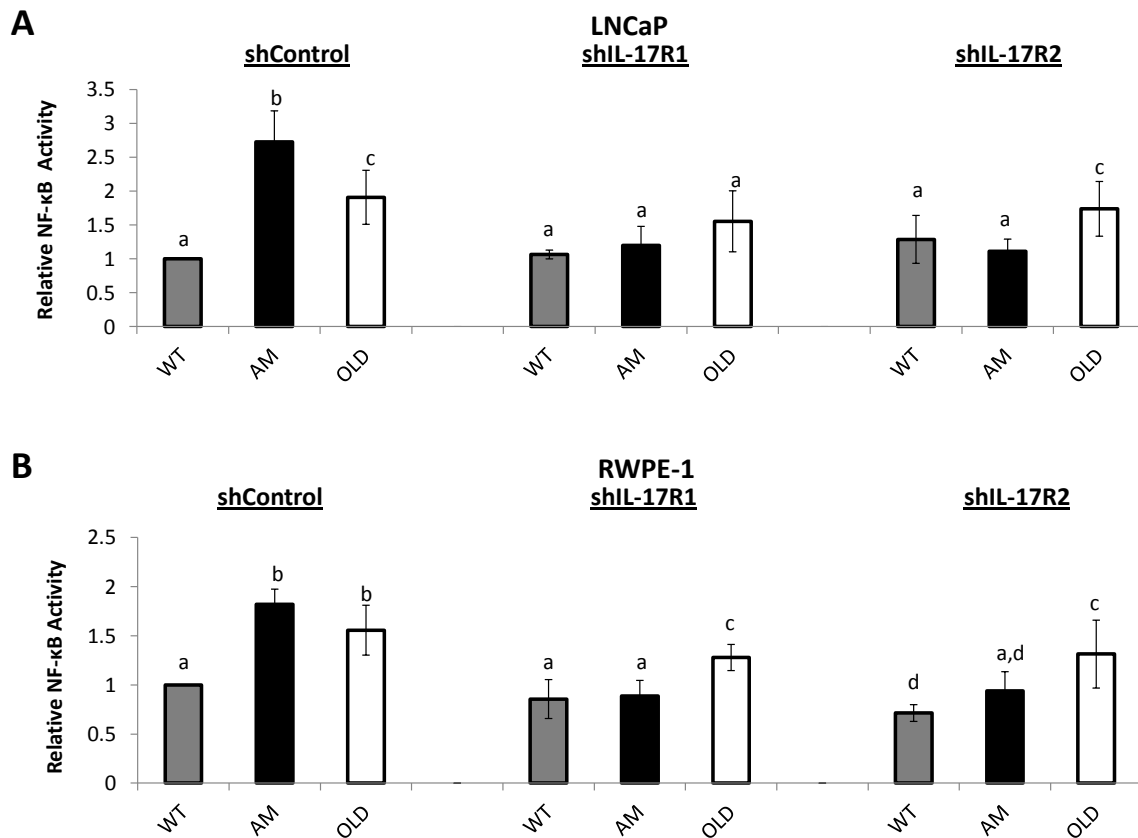 A
LNCaP
shControl
shIL-17R1
shIL-17R2
Relative NF-κB Activity
3.5
3
2.5
2
1.5
1
0.5
0
a
b
c
a
a
a
a
a
c
WT
AM
OLD
WT
AM
OLD
WT
AM
OLD
B
RWPE-1
shControl
shIL-17R1
shIL-17R2
Relative NF-κB Activity
2.5
2
1.5
1
0.5
0
a
b
b
a
a
c
d
a,d
c
WT
AM
OLD
WT
AM
OLD
WT
AM
OLD